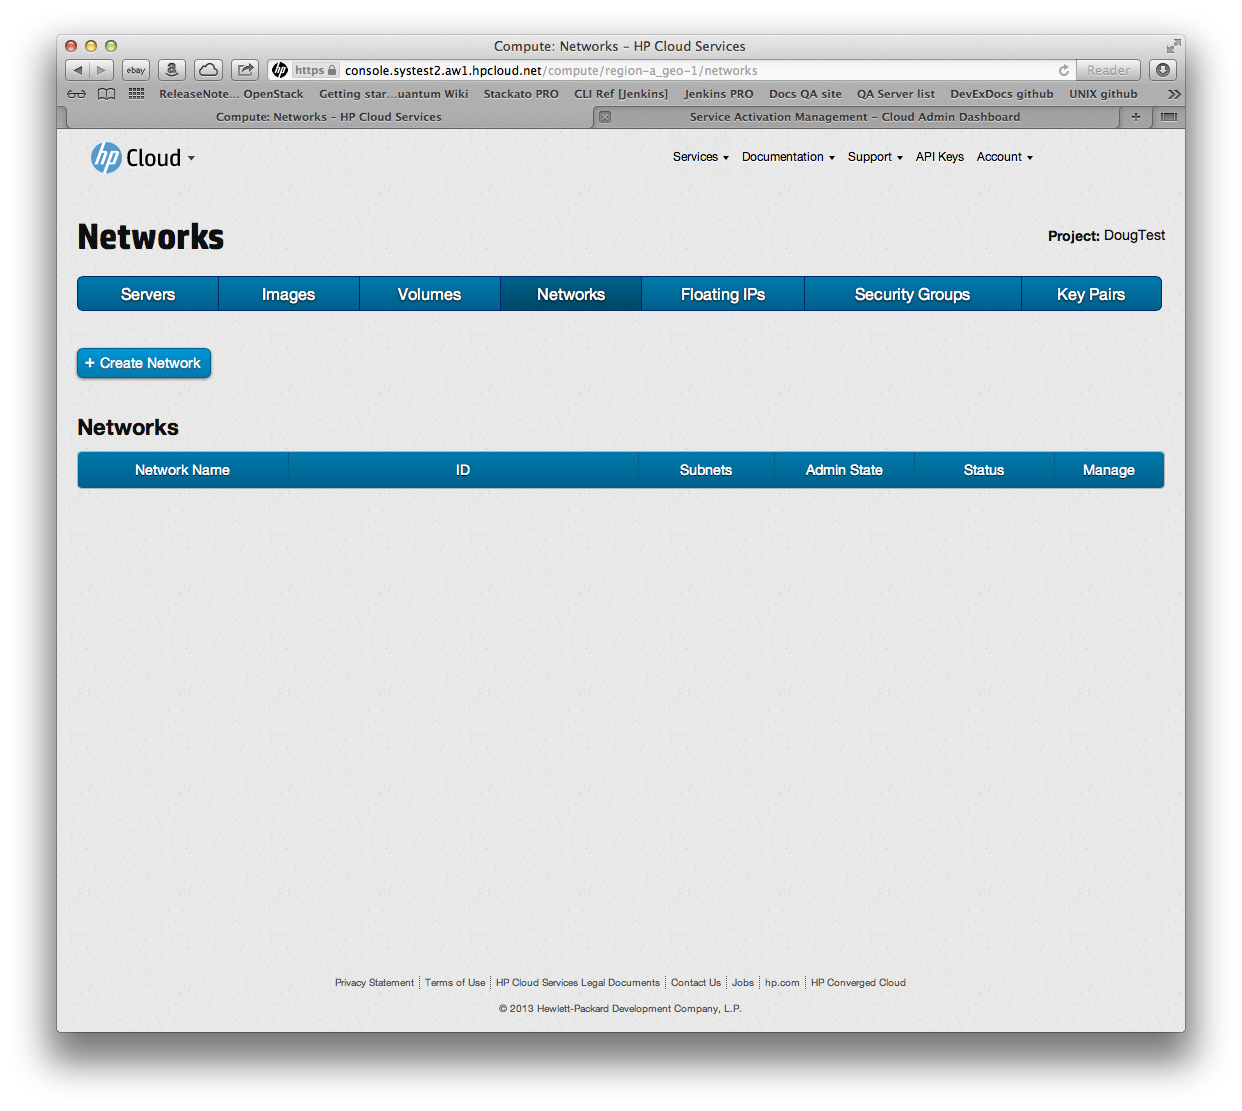 Compute: Networks – HP Cloud Services
ebay a hp https console.systest2.aw1.hpcloud.net/compute/region-a_geo-1/networks Reader
ReleaseNote... OpenStack Getting star...uantum Wiki Stackato PRO CLI Ref [Jenkins] Jenkins PRO Docs QA site QA Server list DevExDocs github UNIX github
Compute: Networks – HP Cloud Services Service Activation Management – Cloud Admin Dashboard
hp Cloud Services Documentation Support API Keys Account
Networks Project: DougTest
Servers Images Volumes Networks Floating IPs Security Groups Key Pairs
+ Create Network
Networks
Network Name ID Subnets Admin State Status Manage
Privacy Statement Terms of Use HP Cloud Services Legal Documents Contact Us Jobs hp.com HP Converged Cloud
© 2013 Hewlett-Packard Development Company, L.P.